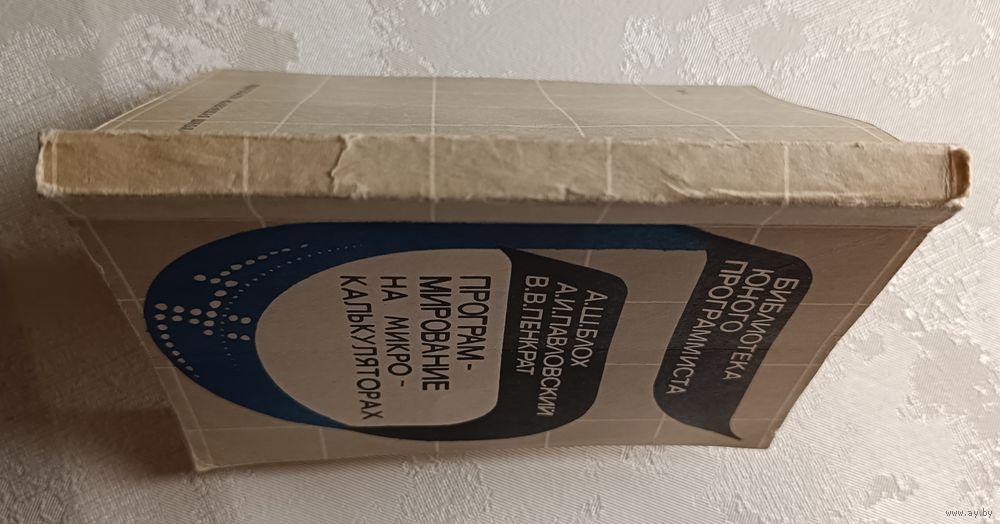 БИБЛИОТЕКА
ЮНОГО
ПРОГРАММИСТА
А.Ш.БЛОХ
А.И.ПАВЛОВСКИЙ
В.В.ПЕНКРАТ
ПРОГРАМ-
МИРОВАНИЕ
НА МИКРО-
КАЛЬКУЛЯТОРАХ
www.ay.by